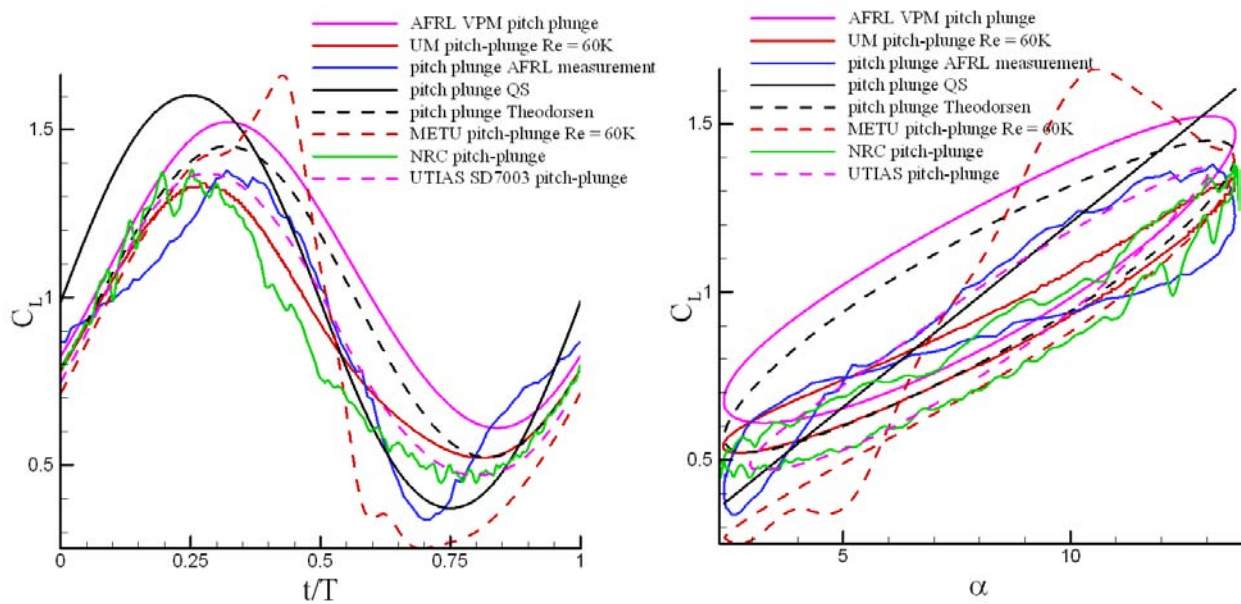 AFRL VPM pitch plunge
UM pitch-plunge Re = 60K
pitch plunge AFRL measurement
pitch plunge QS
pitch plunge Theodorsen
METU pitch-plunge Re = 60K
NRC pitch-plunge
UTIAS SD7003 pitch-plunge
1.5
1
0.5
C_L
0 0.25 0.5 0.75 1
t/T
AFRL VPM pitch plunge
UM pitch-plunge Re = 60K
pitch plunge AFRL measurement
pitch plunge QS
pitch plunge Theodorsen
METU pitch-plunge Re = 60K
NRC pitch-plunge
UTIAS pitch-plunge
1.5
1
0.5
C_L
5 10
α